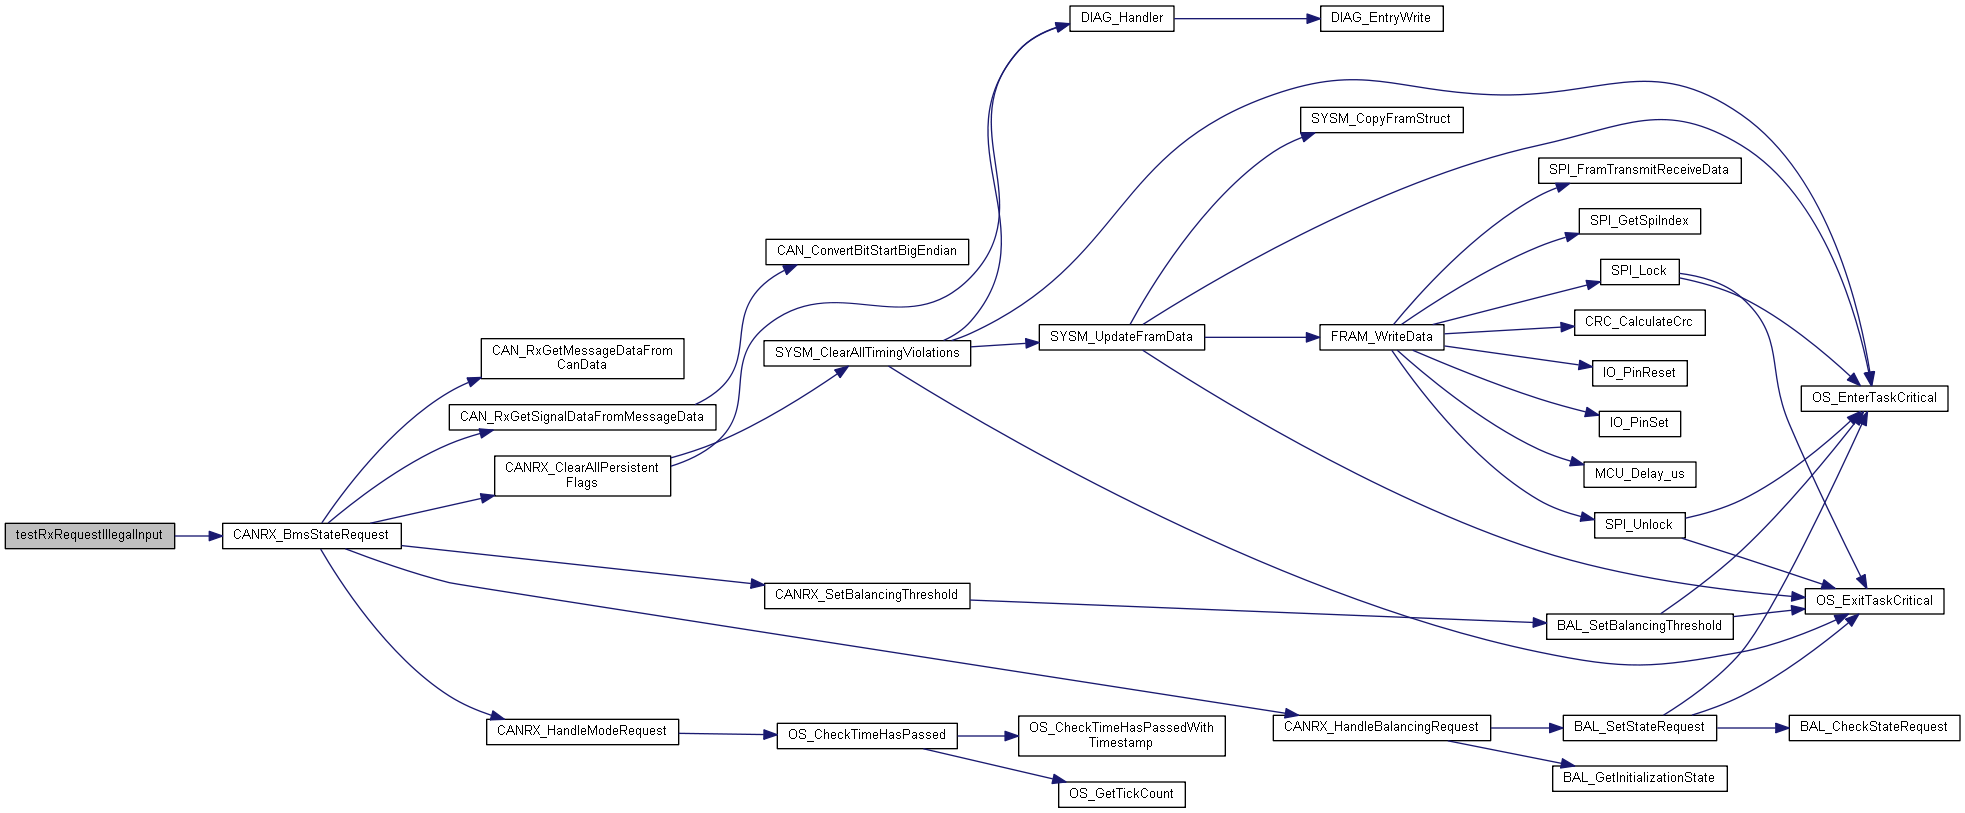 DIAG_Handler
DIAG_EntryWrite
SYSM_CopyFramStruct
SPI_FramTransmitReceiveData
SPI_GetSpiIndex
CAN_ConvertBitStartBigEndian
SPI_Lock
CRC_CalculateCrc
SYSM_UpdateFramData
FRAM_WriteData
CAN_RxGetMessageDataFrom
CanData
SYSM_ClearAllTimingViolations
IO_PinReset
OS_EnterTaskCritical
CAN_RxGetSignalDataFromMessageData
IO_PinSet
CANRX_ClearAllPersistent
Flags
MCU_Delay_us
SPI_Unlock
testRxRequestIllegalInput
CANRX_BmsStateRequest
CANRX_SetBalancingThreshold
OS_ExitTaskCritical
BAL_SetBalancingThreshold
CANRX_HandleModeRequest
OS_CheckTimeHasPassed
OS_CheckTimeHasPassedWith
Timestamp
CANRX_HandleBalancingRequest
BAL_SetStateRequest
BAL_CheckStateRequest
BAL_GetInitializationState
OS_GetTickCount